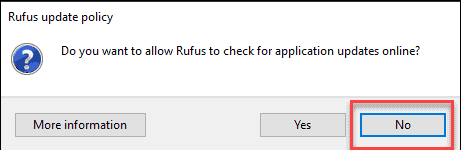 Rufus update policy
Do you want to allow Rufus to check for application updates online?
More information Yes No